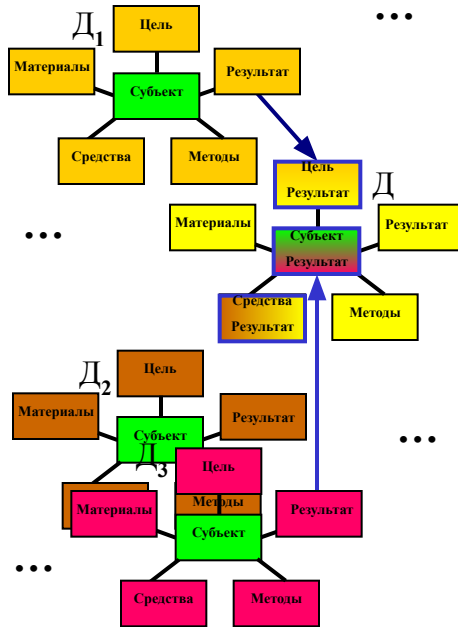 ...
Д1
Цель
Материалы
Результат
Субъект
Средства
Методы
Цель
Результат
Д
Материалы
Субъект
Результат
Результат
...
Средства
Результат
Методы
Д2
Цель
Материалы
Результат
Субъект
...
Д3
Цель
Методы
Материалы
Результат
Субъект
...
Средства
Методы